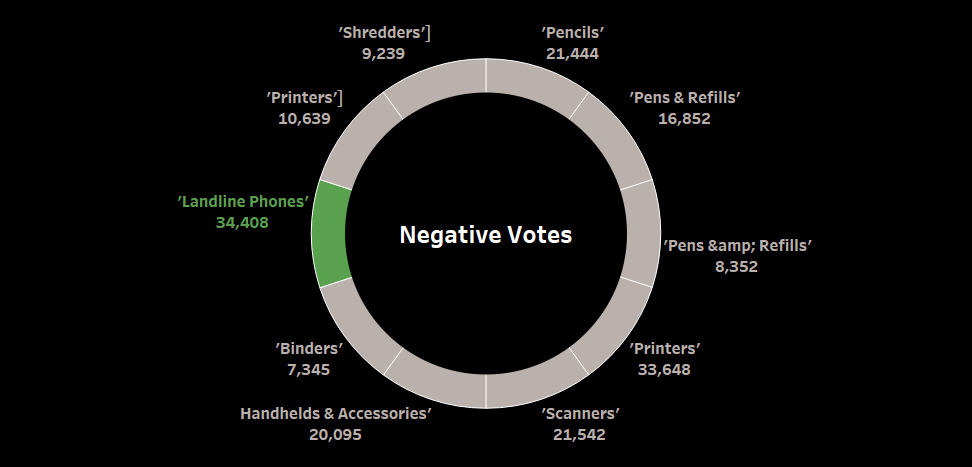 'Shredders']
9,239
'Pencils'
21,444
'Printers']
10,639
'Pens & Refills'
16,852
'Landline Phones'
34,408
Negative Votes
'Pens &amp; Refills'
8,352
'Binders'
7,345
'Printers'
33,648
Handhelds & Accessories'
20,095
'Scanners'
21,542